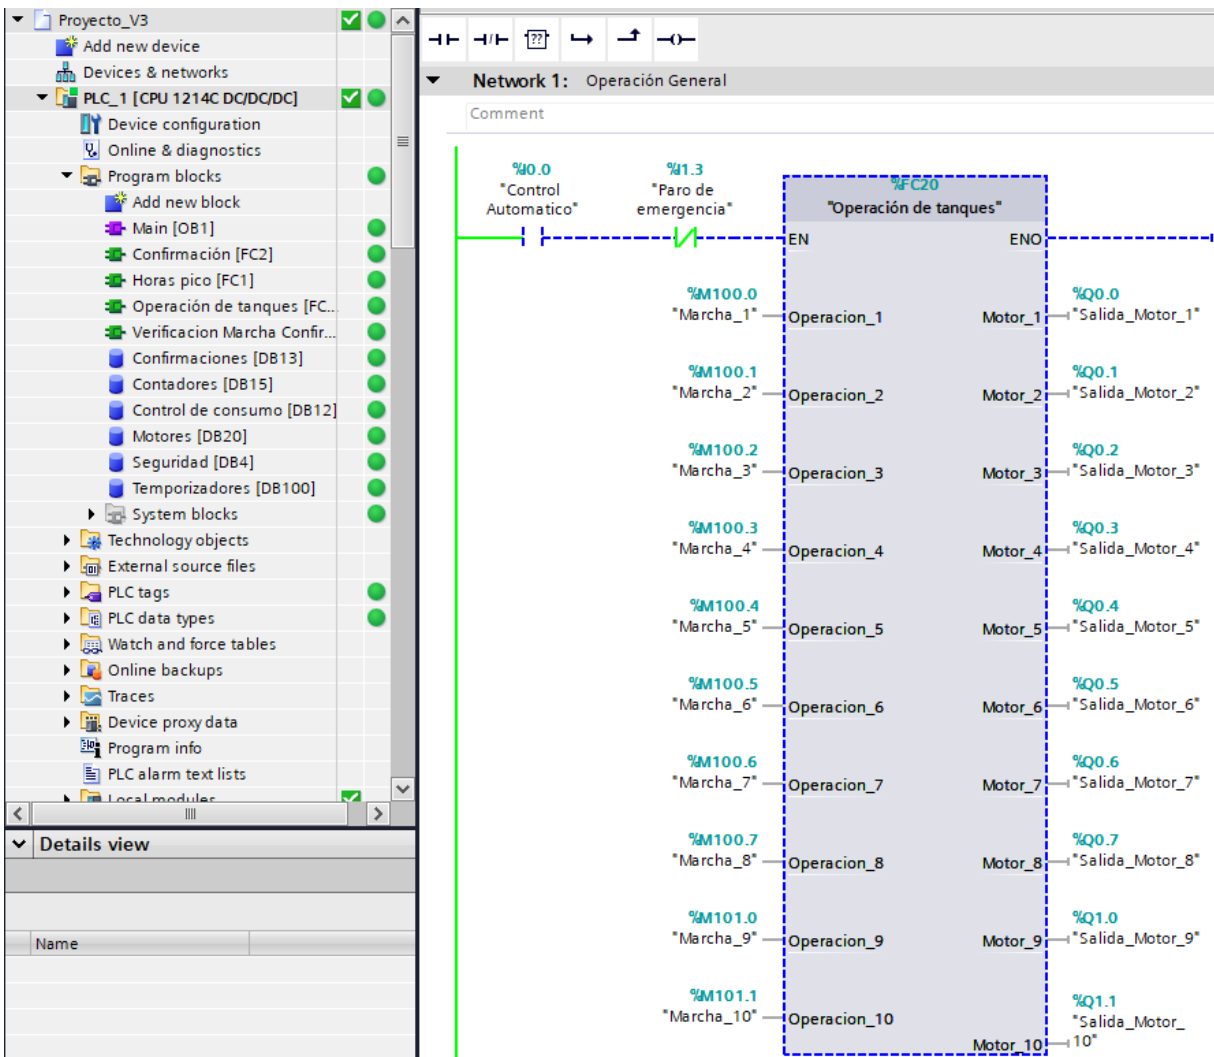 Proyecto_V3
Add new device
Devices & networks
PLC_1 [CPU 1214C DC/DC/DC]
Device configuration
Online & diagnostics
Program blocks
Add new block
Main [OB1]
Confirmación [FC2]
Horas pico [FC1]
Operación de tanques [FC...
Verificacion Marcha Confir...
Confirmaciones [DB13]
Contadores [DB15]
Control de consumo [DB12]
Motores [DB20]
Seguridad [DB4]
Temporizadores [DB100]
System blocks
Technology objects
External source files
PLC tags
PLC data types
Watch and force tables
Online backups
Traces
Device proxy data
Program info
PLC alarm text lists
Local modules
Details view
Name
??
Network 1: Operación General
Comment
%I0.0
"Control
Automatico"
%I1.3
"Paro de
emergencia"
%FC20
"Operación de tanques"
EN ENO
%M100.0 %Q0.0
"Marcha_1" Operacion_1 Motor_1 "Salida_Motor_1"
%M100.1 %Q0.1
"Marcha_2" Operacion_2 Motor_2 "Salida_Motor_2"
%M100.2 %Q0.2
"Marcha_3" Operacion_3 Motor_3 "Salida_Motor_3"
%M100.3 %Q0.3
"Marcha_4" Operacion_4 Motor_4 "Salida_Motor_4"
%M100.4 %Q0.4
"Marcha_5" Operacion_5 Motor_5 "Salida_Motor_5"
%M100.5 %Q0.5
"Marcha_6" Operacion_6 Motor_6 "Salida_Motor_6"
%M100.6 %Q0.6
"Marcha_7" Operacion_7 Motor_7 "Salida_Motor_7"
%M100.7 %Q0.7
"Marcha_8" Operacion_8 Motor_8 "Salida_Motor_8"
%M101.0 %Q1.0
"Marcha_9" Operacion_9 Motor_9 "Salida_Motor_9"
%M101.1 %Q1.1
"Marcha_10" Operacion_10 "Salida_Motor_
Motor_10 10"